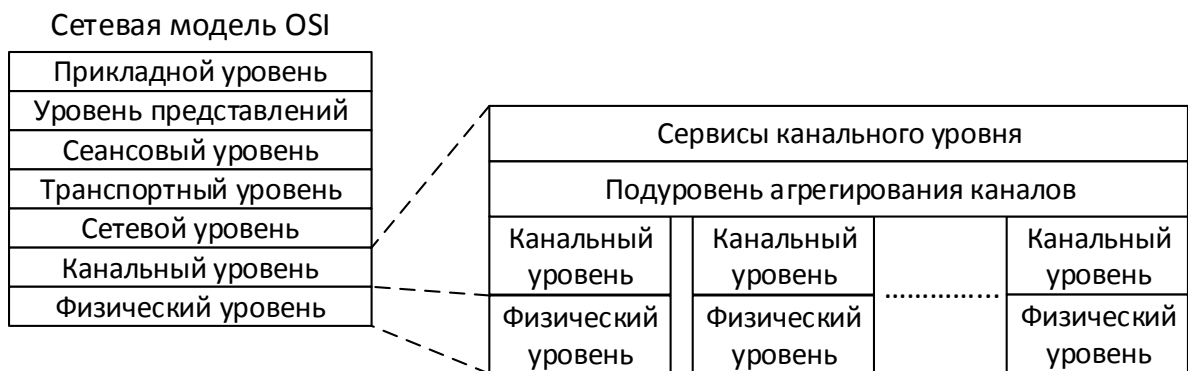 Сетевая модель OSI
Прикладной уровень
Уровень представлений
Сеансовый уровень
Транспортный уровень
Сетевой уровень
Канальный уровень
Физический уровень
Сервисы канального уровня
Подуровень агрегирования каналов
Канальный
уровень
Физический
уровень
Канальный
уровень
Физический
уровень
……………
Канальный
уровень
Физический
уровень